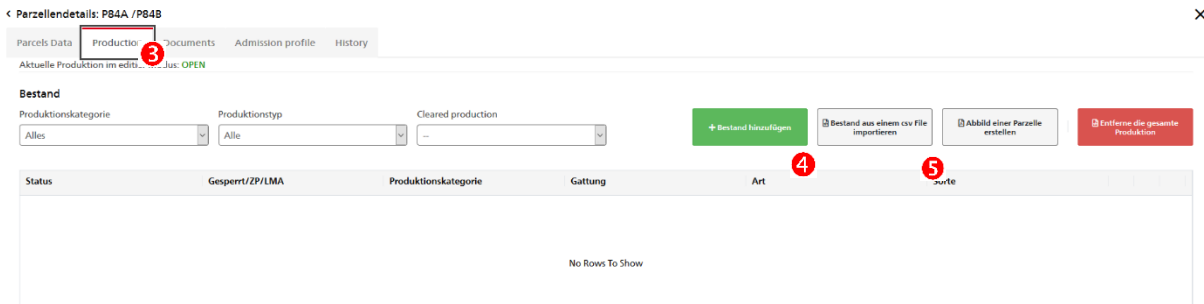 < Parzellendetails: P84A /P84B
Parcels Data Production Documents Admission profile History
3
Aktuelle Produktion im editier Modus: OPEN
Bestand
Produktionskategorie Produktionstyp Cleared production
Alles Alle --
+ Bestand hinzufügen Bestand aus einem csv File importieren Abbild einer Parzelle erstellen Entferne die gesamte Produktion
4 5
Status Gesperrt/ZP/LMA Produktionskategorie Gattung Art Sorte
No Rows To Show